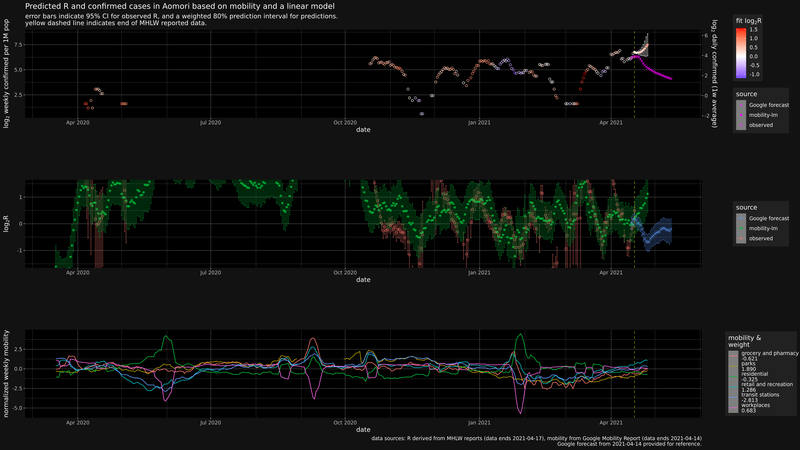 Predicted R and confirmed cases in Aomori based on mobility and a linear model
error bars indicate 95% CI for observed R, and a weighted 80% prediction interval for predictions.
yellow dashed line indicates end of MHLW reported data.
log2 weekly confirmed per 1M pop
7.5
5.0
2.5
6
4
2
0
-2
log2 daily confirmed (1w average)
Apr 2020
Jul 2020
Oct 2020
Jan 2021
Apr 2021
date
fit log2R
1.5
1.0
0.5
0.0
-0.5
-1.0
source
Google forecast
mobility-lm
observed
log2R
1
0
-1
Apr 2020
Jul 2020
Oct 2020
Jan 2021
Apr 2021
date
source
Google forecast
mobility-lm
observed
normalized weekly mobility
2.5
0.0
-2.5
-5.0
Apr 2020
Jul 2020
Oct 2020
Jan 2021
Apr 2021
date
mobility &
weight
grocery and pharmacy
-0.621
parks
1.890
residential
-0.325
retail and recreation
1.286
transit stations
-2.813
workplaces
0.683
data sources: R derived from MHLW reports (data ends 2021-04-17), mobility from Google Mobility Report (data ends 2021-04-14)
Google forecast from 2021-04-14 provided for reference.